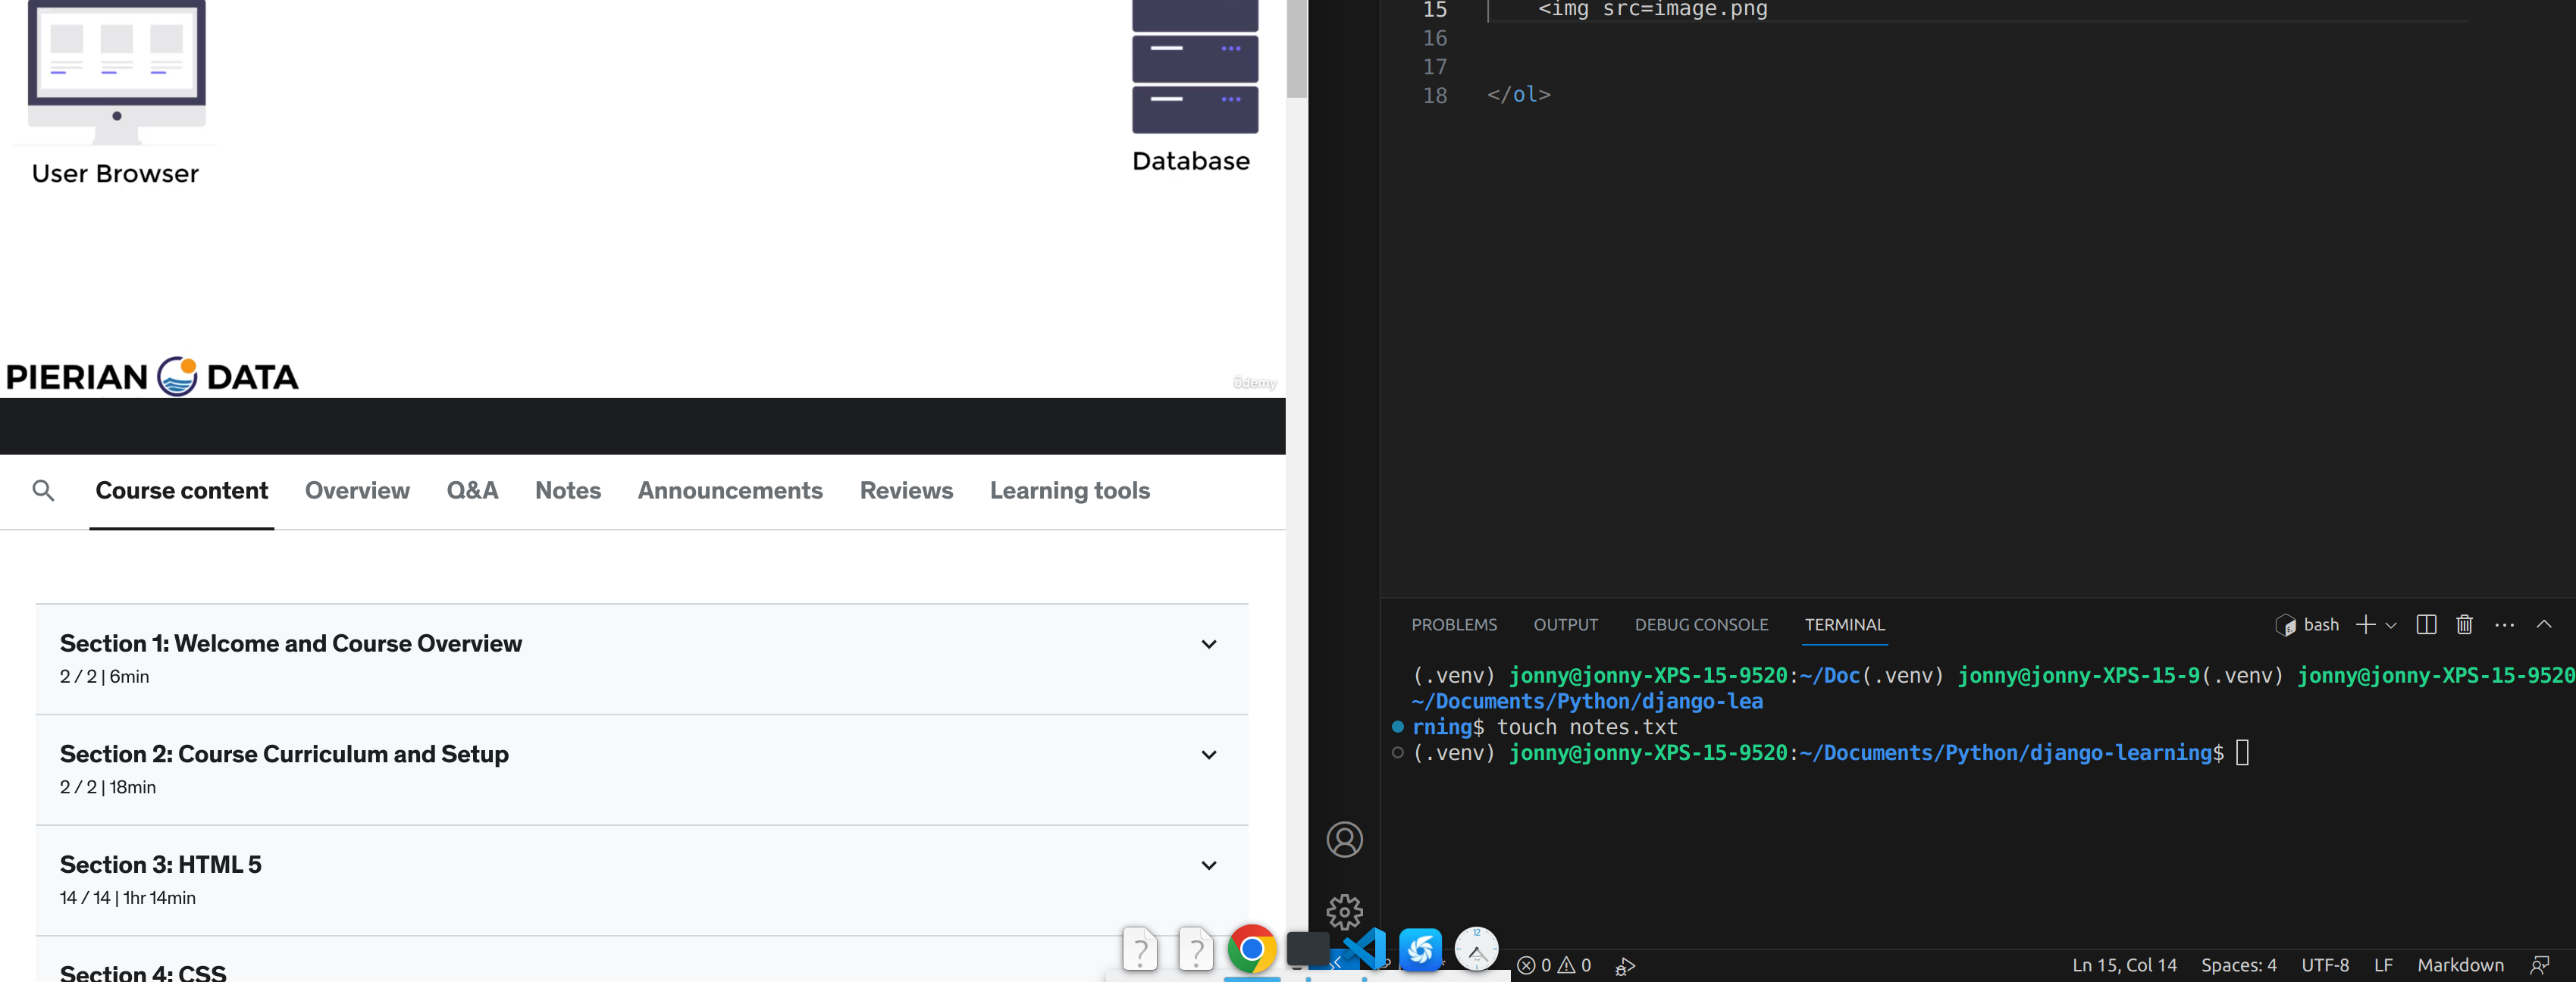 User Browser
Database
PIERIAN DATA
ûdemy
Course content Overview Q&A Notes Announcements Reviews Learning tools
Section 1: Welcome and Course Overview
2 / 2 | 6min
Section 2: Course Curriculum and Setup
2 / 2 | 18min
Section 3: HTML 5
14 / 14 | 1hr 14min
Section 4: CSS
15 <img src=image.png
16
17
18 </ol>
PROBLEMS OUTPUT DEBUG CONSOLE TERMINAL bash
(.venv) jonny@jonny-XPS-15-9520:~/Doc(.venv) jonny@jonny-XPS-15-9(.venv) jonny@jonny-XPS-15-9520
~/Documents/Python/django-lea
rning$ touch notes.txt
(.venv) jonny@jonny-XPS-15-9520:~/Documents/Python/django-learning$
12
0 0 Ln 15, Col 14 Spaces: 4 UTF-8 LF Markdown